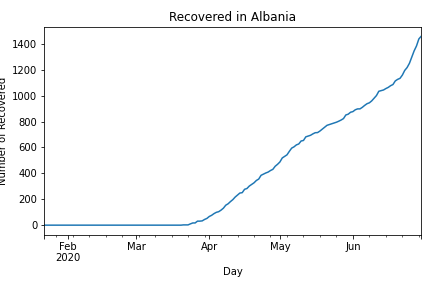 Recovered in Albania
Number of Recovered
1400
1200
1000
800
600
400
200
0
Feb
2020
Mar
Apr
May
Jun
Day